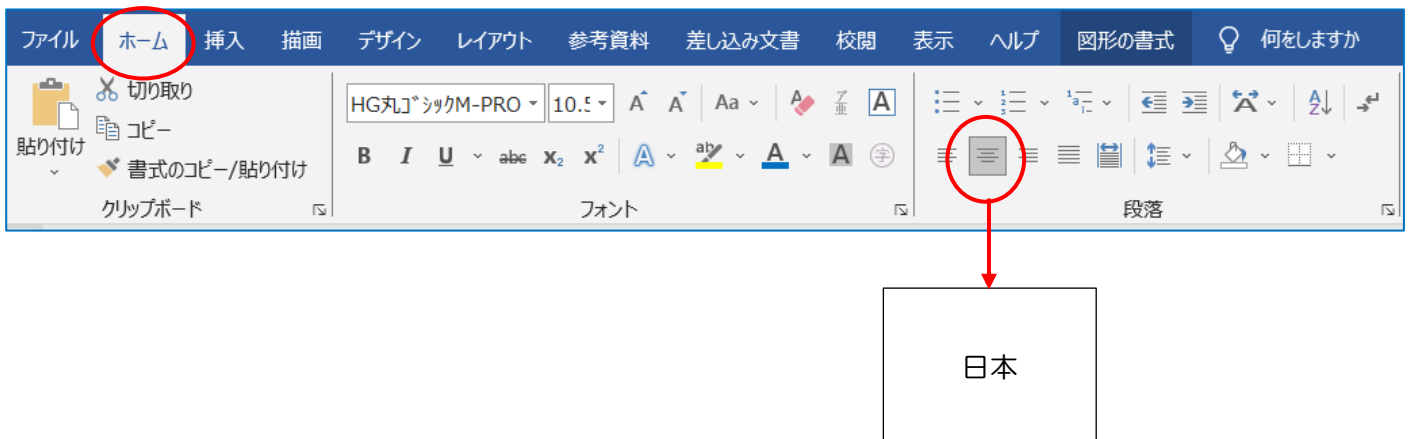 ファイル ホーム 挿入 描画 デザイン レイアウト 参考資料 差し込み文書 校閲 表示 ヘルプ 図形の書式 何をしますか
貼り付け
切り取り
コピー
書式のコピー/貼り付け
クリップボード
HG丸ゴシックM-PRO 10.5 A A Aa A ア亜 A
B I U abc x₂ x² A aby A A 字
フォント
段落
日本